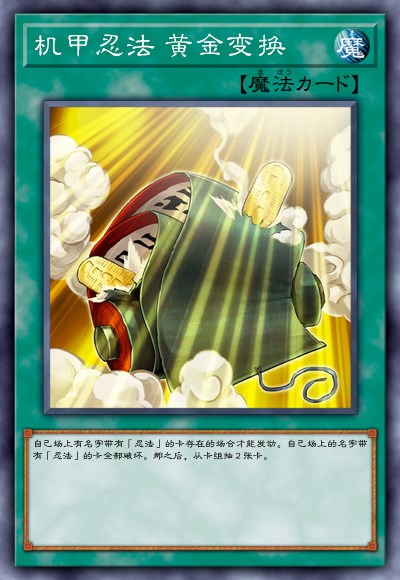 机甲忍法 黄金变换
魔
【魔法カード】
自己场上有名字带有「忍法」的卡存在的场合才能发动。自己场上的名字带
有「忍法」的卡全部破坏。那之后，从卡组抽２张卡。